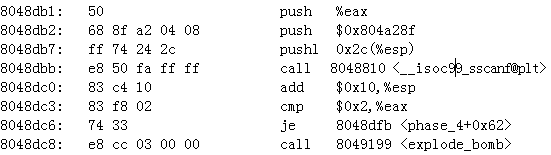 8048db1: 50 push %eax
8048db2: 68 8f a2 04 08 push $0x804a28f
8048db7: ff 74 24 2c pushl 0x2c(%esp)
8048dbb: e8 50 fa ff ff call 8048810 <__isoc99_sscanf@plt>
8048dc0: 83 c4 10 add $0x10,%esp
8048dc3: 83 f8 02 cmp $0x2,%eax
8048dc6: 74 33 je 8048dfb <phase_4+0x62>
8048dc8: e8 cc 03 00 00 call 8049199 <explode_bomb>